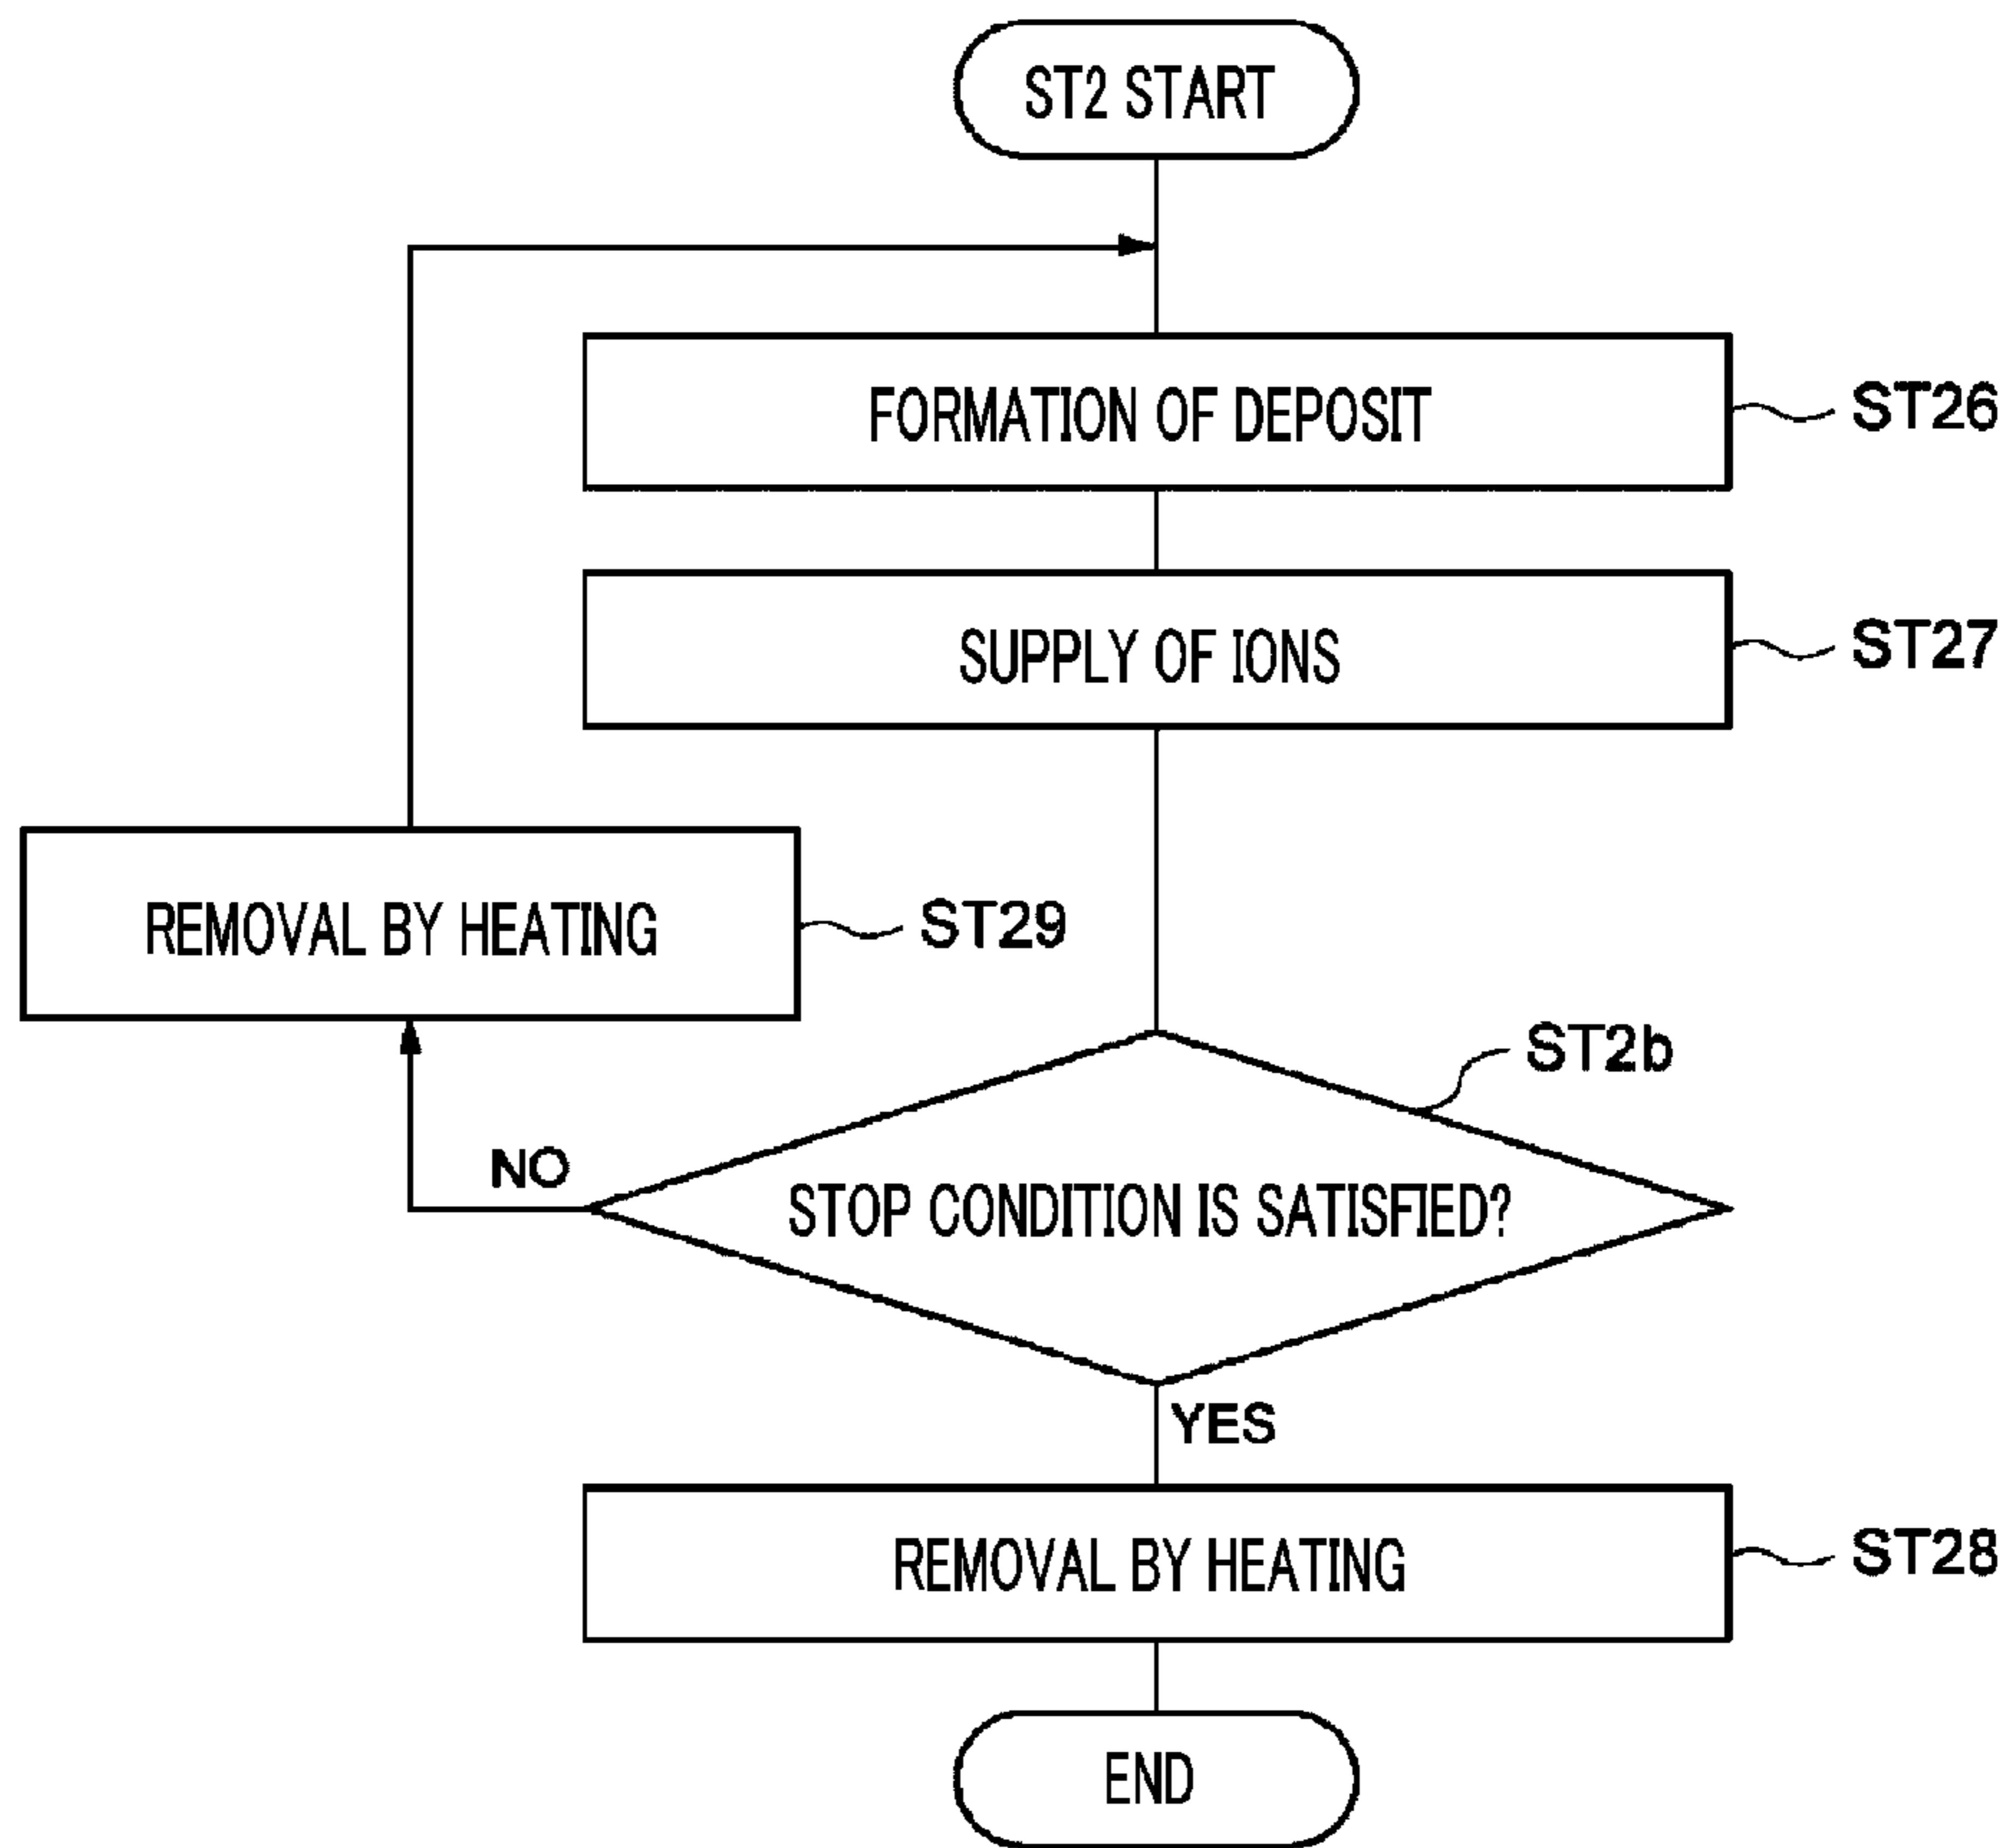 ST2 START
FORMATION OF DEPOSIT
ST26
SUPPLY OF IONS
ST27
REMOVAL BY HEATING
ST29
ST2b
NO
STOP CONDITION IS SATISFIED?
YES
REMOVAL BY HEATING
ST28
END